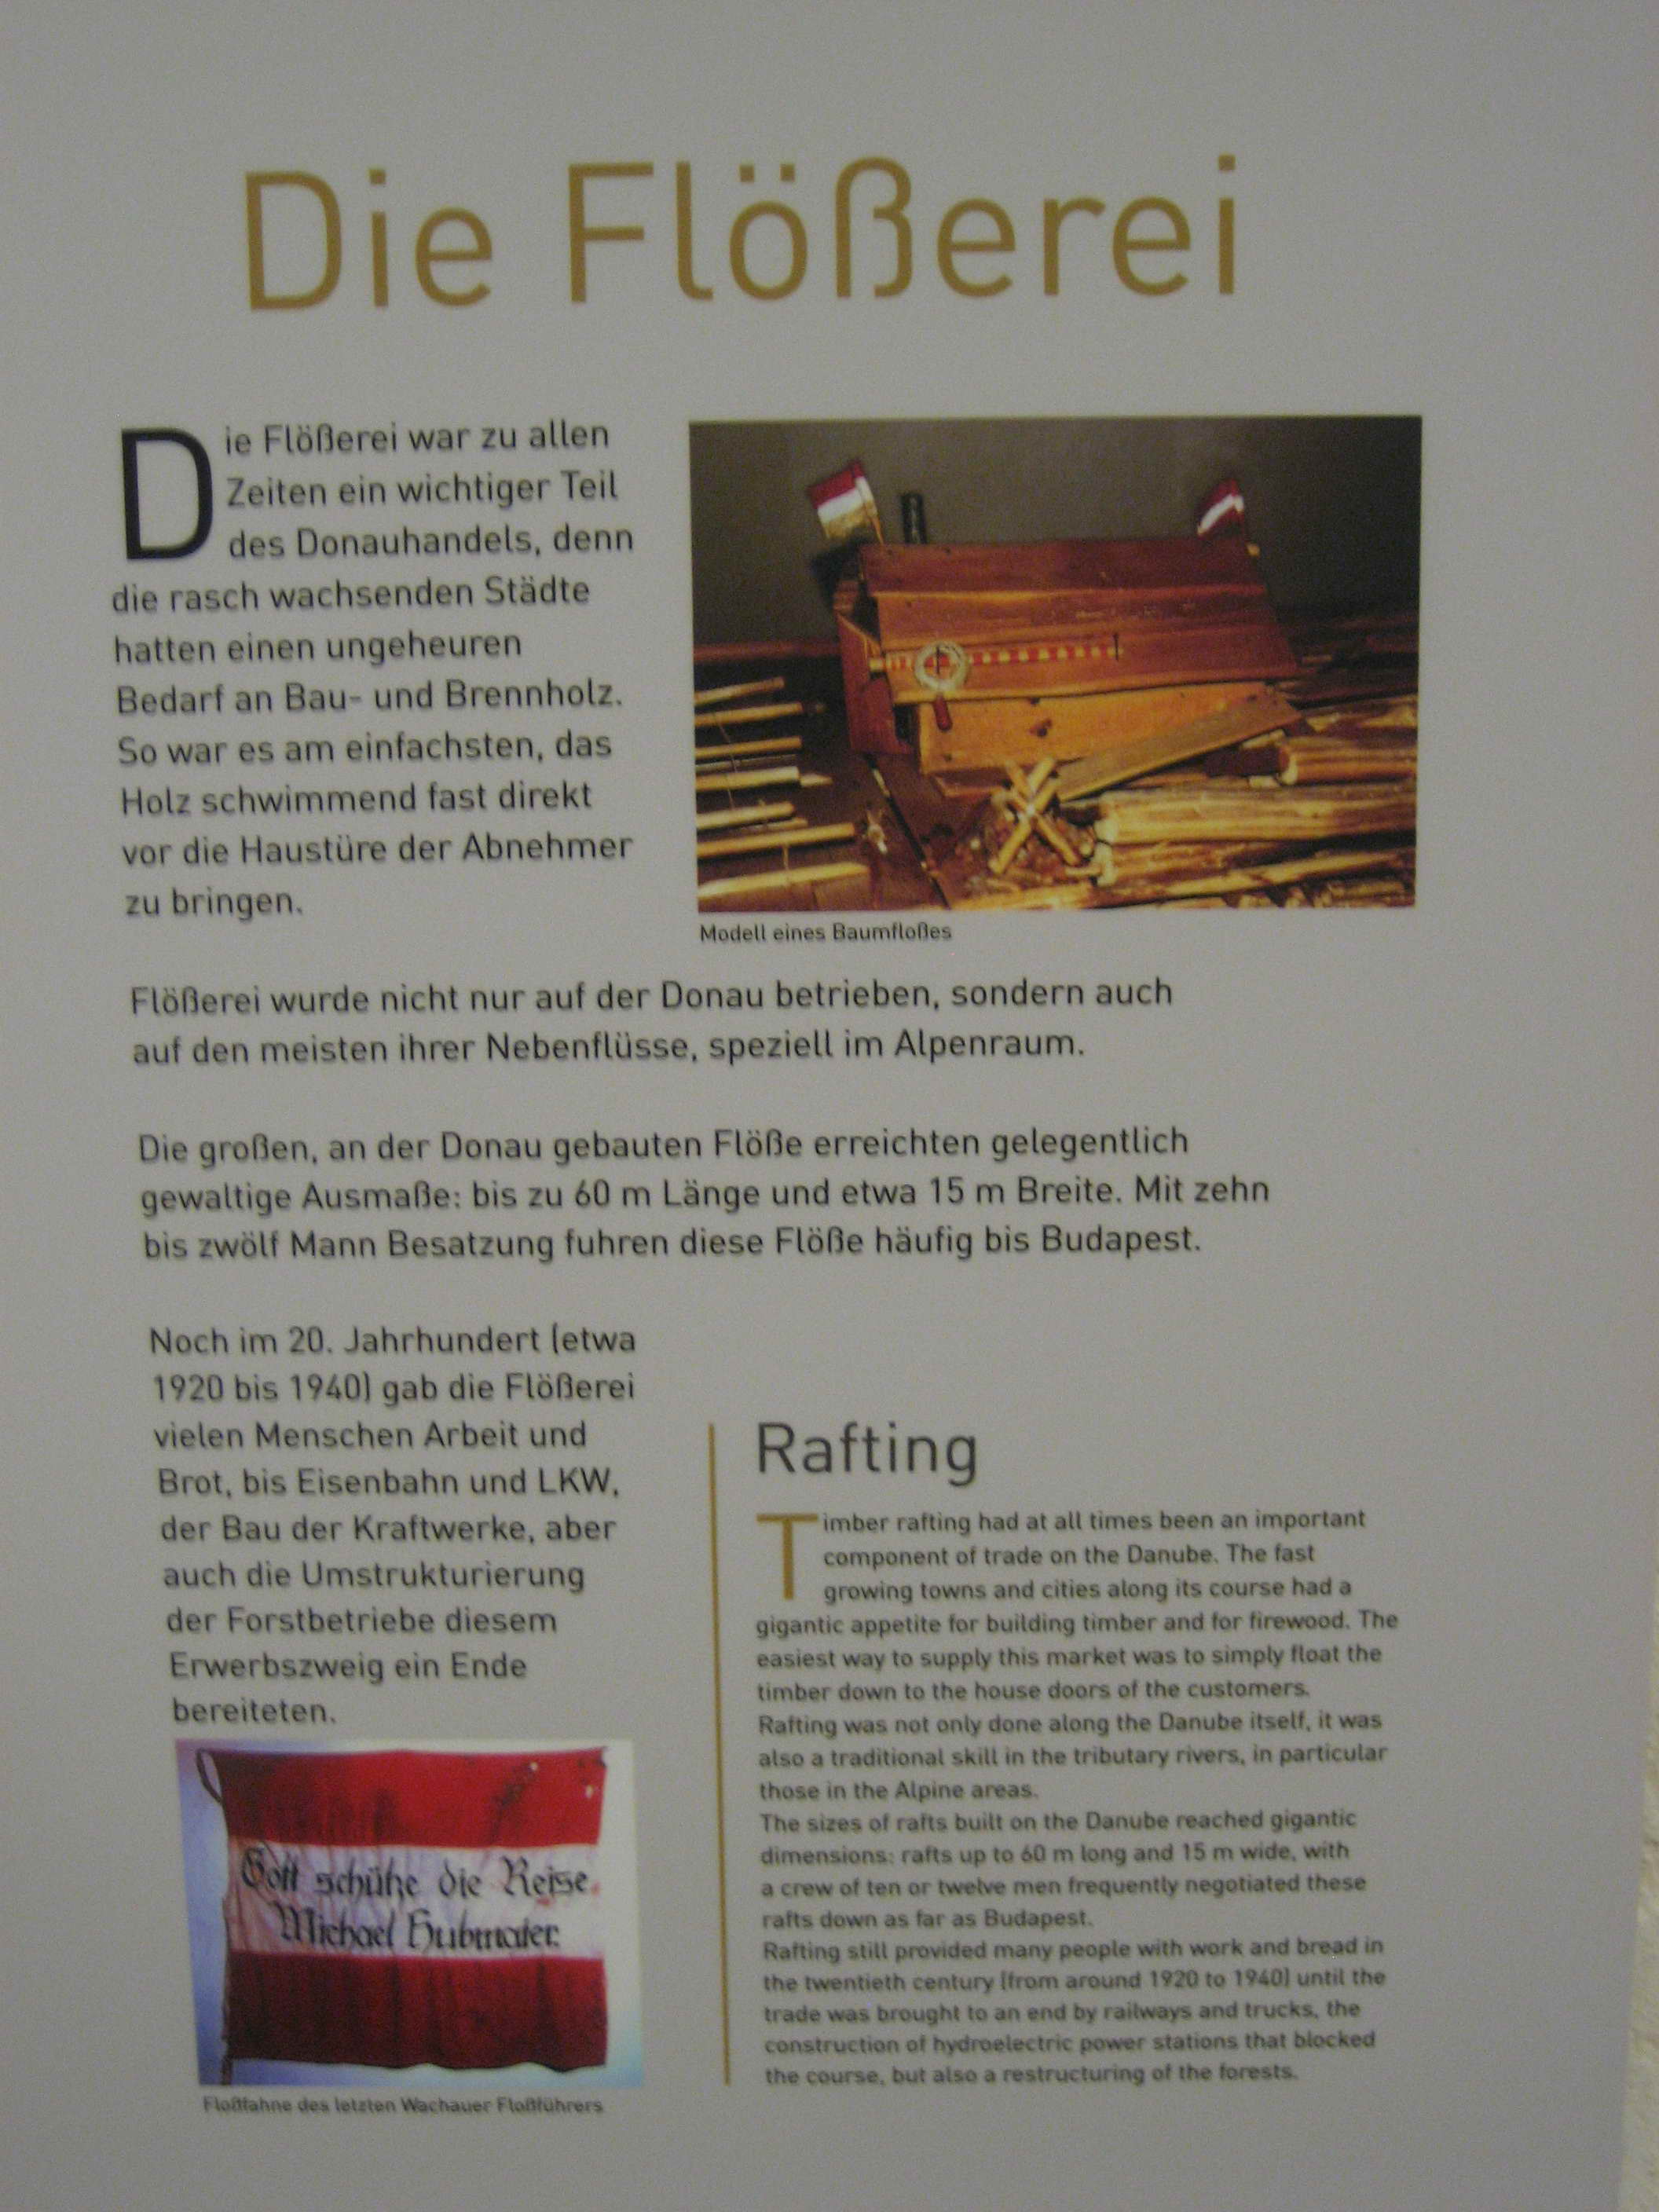 Die Flößerei
Die Flößerei war zu allen
Zeiten ein wichtiger Teil
des Donauhandels, denn
die rasch wachsenden Städte
hatten einen ungeheuren
Bedarf an Bau- und Brennholz.
So war es am einfachsten, das
Holz schwimmend fast direkt
vor die Haustüre der Abnehmer
zu bringen.
Modell eines Baumfloßes
Flößerei wurde nicht nur auf der Donau betrieben, sondern auch
auf den meisten ihrer Nebenflüsse, speziell im Alpenraum.
Die großen, an der Donau gebauten Flöße erreichten gelegentlich
gewaltige Ausmaße: bis zu 60 m Länge und etwa 15 m Breite. Mit zehn
bis zwölf Mann Besatzung fuhren diese Flöße häufig bis Budapest.
Noch im 20. Jahrhundert (etwa
1920 bis 1940) gab die Flößerei
vielen Menschen Arbeit und
Brot, bis Eisenbahn und LKW,
der Bau der Kraftwerke, aber
auch die Umstrukturierung
der Forstbetriebe diesem
Erwerbszweig ein Ende
bereiteten.
Gott schütze die Reise
Michael Hubmaier.
Floßfahne des letzten Wachauer Floßführers
Rafting
Timber rafting had at all times been an important
component of trade on the Danube. The fast
growing towns and cities along its course had a
gigantic appetite for building timber and for firewood. The
easiest way to supply this market was to simply float the
timber down to the house doors of the customers.
Rafting was not only done along the Danube itself, it was
also a traditional skill in the tributary rivers, in particular
those in the Alpine areas.
The sizes of rafts built on the Danube reached gigantic
dimensions: rafts up to 60 m long and 15 m wide, with
a crew of ten or twelve men frequently negotiated these
rafts down as far as Budapest.
Rafting still provided many people with work and bread in
the twentieth century (from around 1920 to 1940) until the
trade was brought to an end by railways and trucks, the
construction of hydroelectric power stations that blocked
the course, but also a restructuring of the forests.